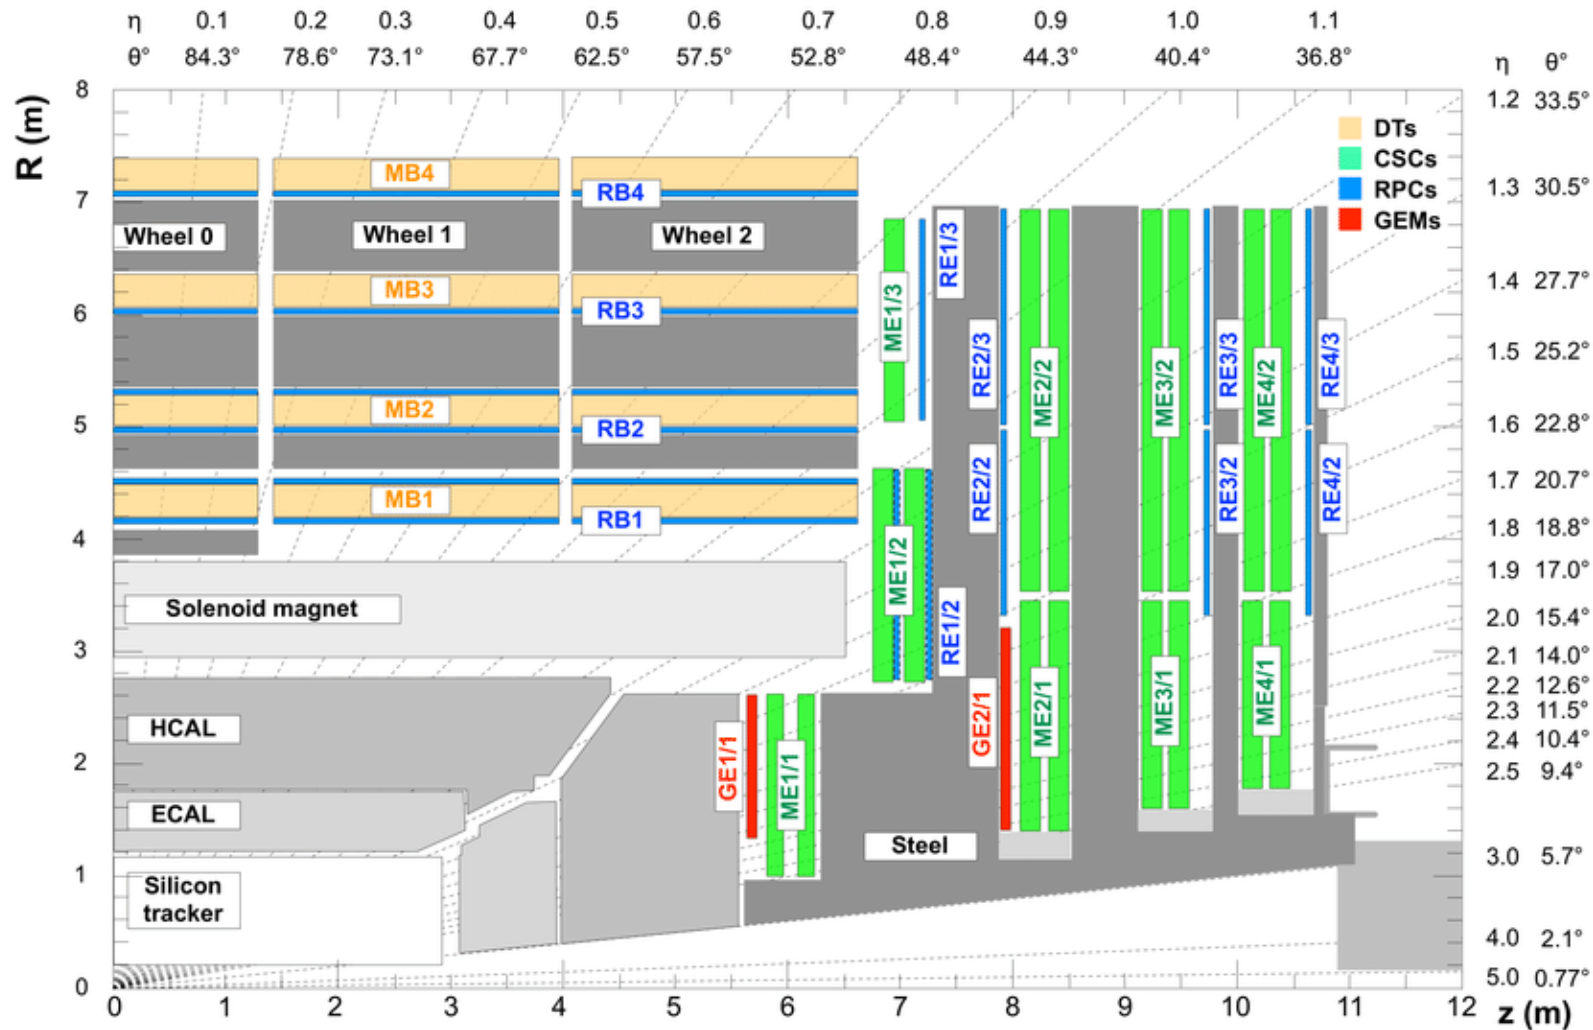 η 0.1 0.2 0.3 0.4 0.5 0.6 0.7 0.8 0.9 1.0 1.1
θ° 84.3° 78.6° 73.1° 67.7° 62.5° 57.5° 52.8° 48.4° 44.3° 40.4° 36.8°
η θ°
1.2 33.5°
1.3 30.5°
1.4 27.7°
1.5 25.2°
1.6 22.8°
1.7 20.7°
1.8 18.8°
1.9 17.0°
2.0 15.4°
2.1 14.0°
2.2 12.6°
2.3 11.5°
2.4 10.4°
2.5 9.4°
3.0 5.7°
4.0 2.1°
5.0 0.77°
R (m)
8
7
6
5
4
3
2
1
0
DTs
CSCs
RPCs
GEMs
MB4
RB4
Wheel 0
Wheel 1
Wheel 2
MB3
RB3
MB2
RB2
MB1
RB1
Solenoid magnet
HCAL
ECAL
Silicon
tracker
Steel
GE1/1
ME1/1
ME1/3
RE1/3
ME1/2
RE1/2
RE2/3
RE2/2
GE2/1
ME2/2
ME2/1
ME3/2
ME3/1
RE3/3
RE3/2
ME4/2
ME4/1
RE4/3
RE4/2
0 1 2 3 4 5 6 7 8 9 10 11 12
z (m)